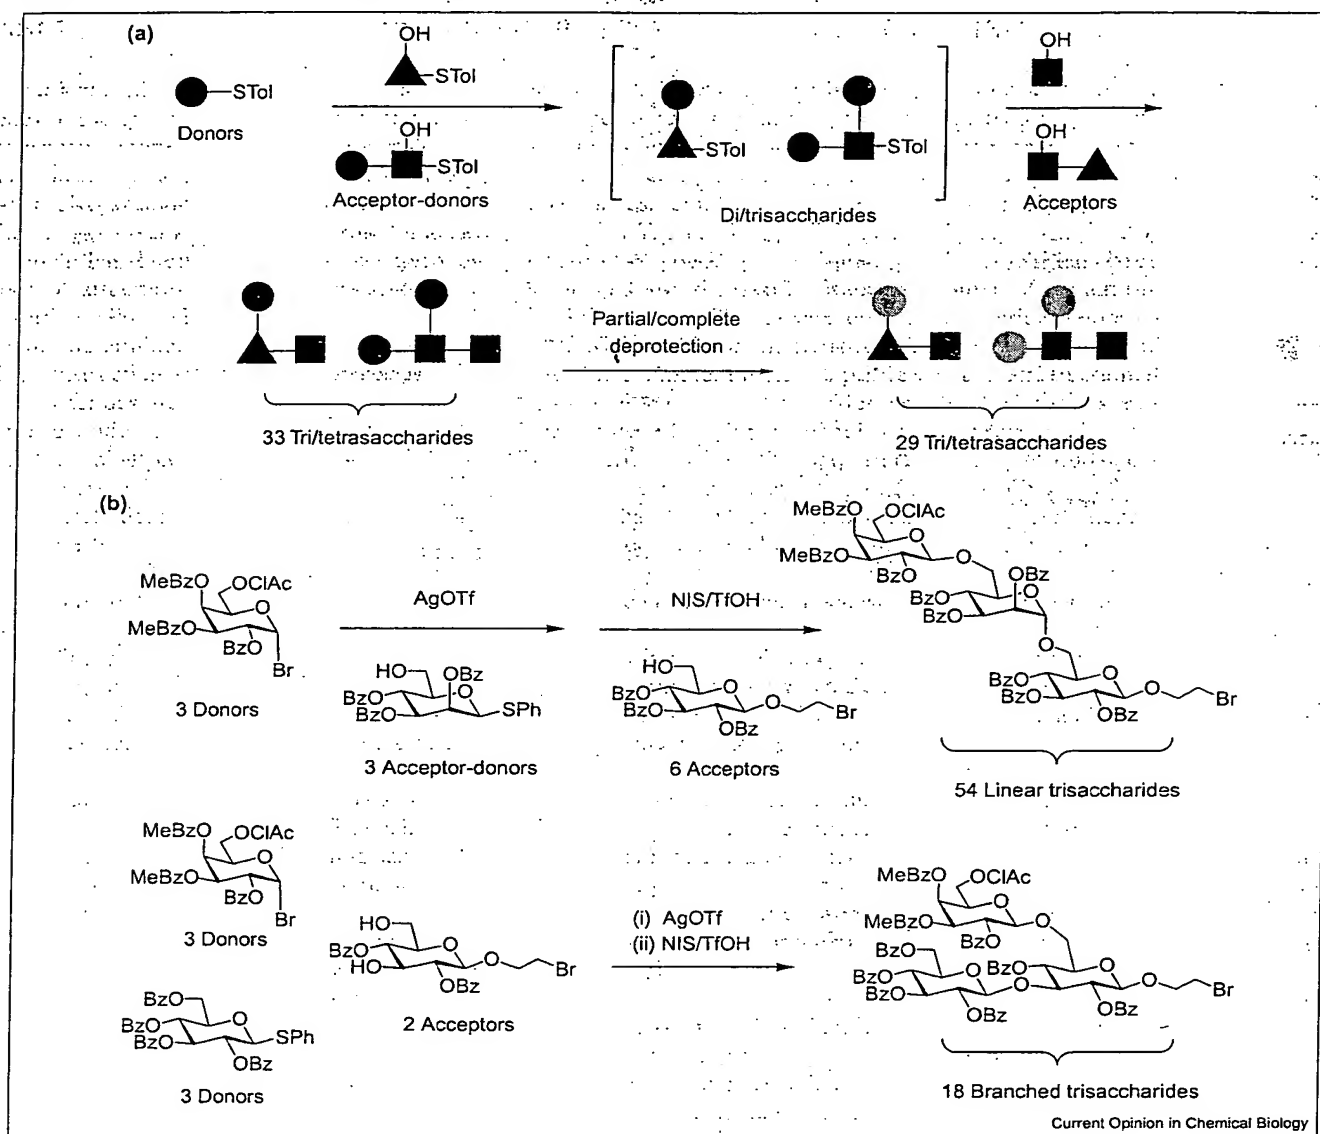 (a)
OH
STol
STol
Donors
OH
STol
Acceptor-donors
STol
STol
Di/trisaccharides
OH
OH
Acceptors
33 Tri/tetrasaccharides
Partial/complete
deprotection
29 Tri/tetrasaccharides
(b)
MeBzO
OClAc
O
MeBzO
BzO
Br
3 Donors
AgOTf
HO
OBz
BzO
O
BzO
SPh
3 Acceptor-donors
NIS/TfOH
HO
BzO
O
BzO
O
Br
OBz
6 Acceptors
MeBzO
OClAc
O
MeBzO
O
BzO
OBz
BzO
O
BzO
O
BzO
O
BzO
O
Br
OBz
54 Linear trisaccharides
MeBzO
OClAc
O
MeBzO
BzO
Br
3 Donors
BzO
BzO
O
BzO
SPh
OBz
3 Donors
HO
BzO
O
HO
O
Br
OBz
2 Acceptors
(i) AgOTf
(ii) NIS/TfOH
MeBzO
OClAc
O
MeBzO
O
BzO
BzO
BzO
O
BzO
O
BzO
O
O
Br
OBz
OBz
18 Branched trisaccharides
Current Opinion in Chemical Biology